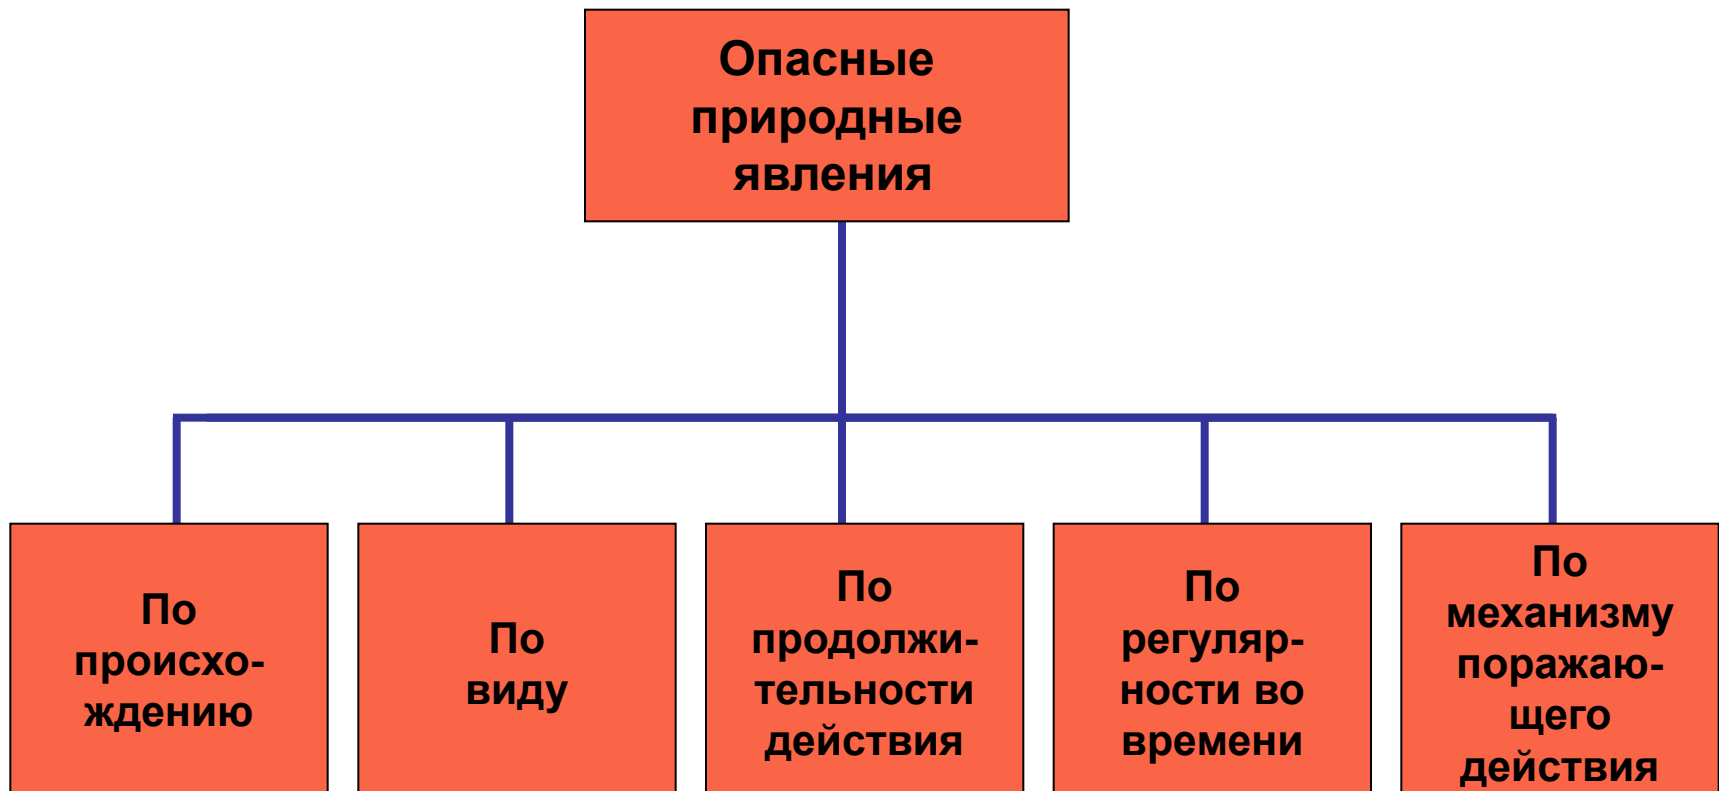 Опасные
природные
явления
По
происхо-
ждению
По
виду
По
продолжи-
тельности
действия
По
регуляр-
ности во
времени
По
механизму
поражаю-
щего
действия